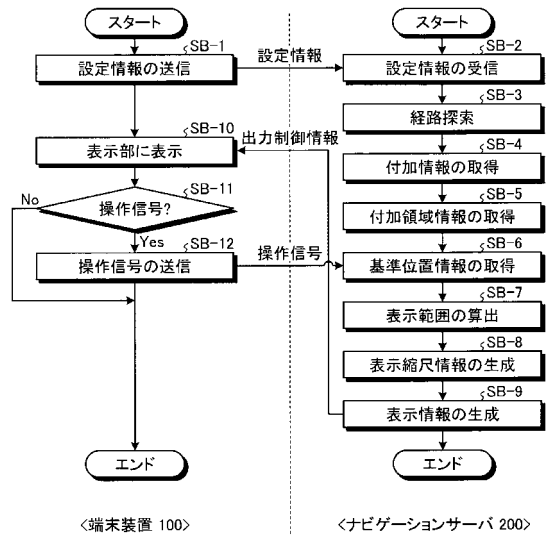 スタート
SB-1
設定情報の送信
設定情報
スタート
SB-2
設定情報の受信
SB-3
経路探索
SB-4
付加情報の取得
SB-5
付加領域情報の取得
SB-6
基準位置情報の取得
SB-7
表示範囲の算出
SB-8
表示縮尺情報の生成
SB-9
表示情報の生成
エンド
出力制御情報
SB-10
表示部に表示
SB-11
操作信号?
No
Yes
SB-12
操作信号の送信
操作信号
エンド
<端末装置 100>
<ナビゲーションサーバ 200>